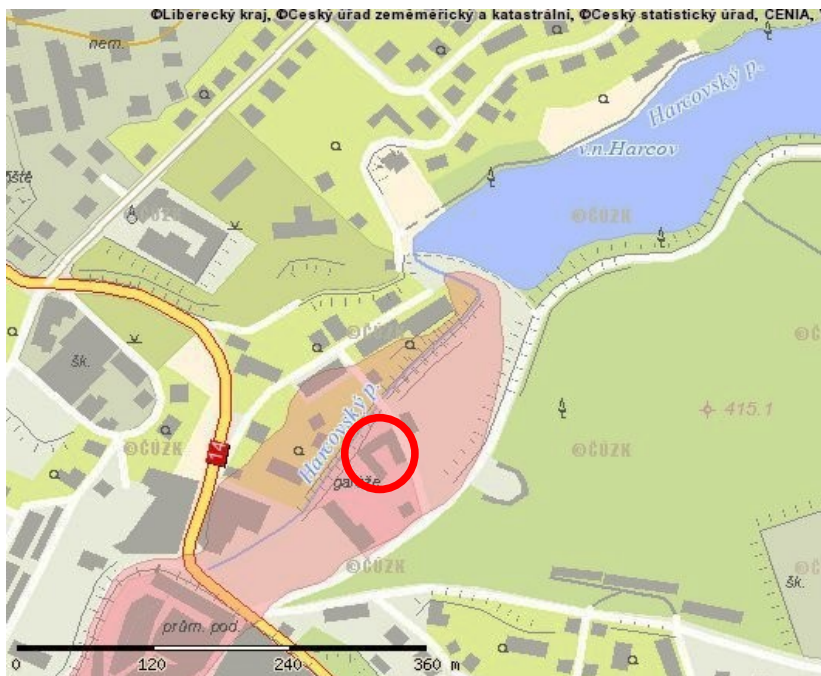 ©Liberecký kraj, ©Český úřad zeměměřický a katastrální, ©Český statistický úřad, CENIA,
nem.
Harcovský p.
v.n.Harcov
©ČÚZK
©ČÚZK
©ČÚZK
šk.
415.1
Harcovský p.
14
©ČÚZK
©ČÚZK
garáže
©ČÚZK
šk.
prům. pod.
0 120 240 360 m